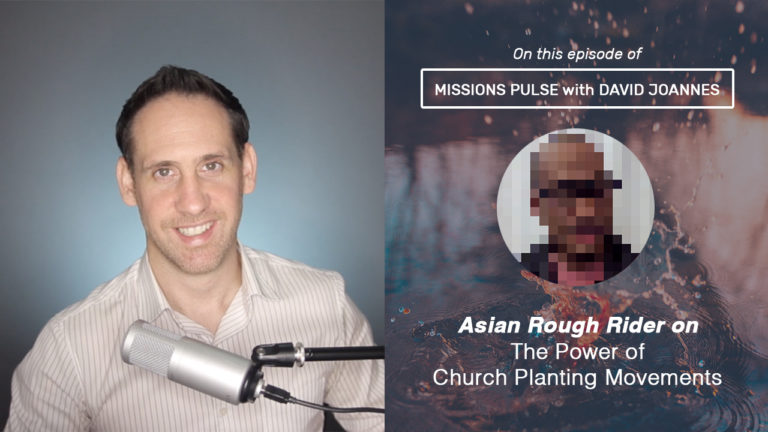 On this episode of
MISSIONS PULSE with DAVID JOANNES
Asian Rough Rider on
The Power of
Church Planting Movements